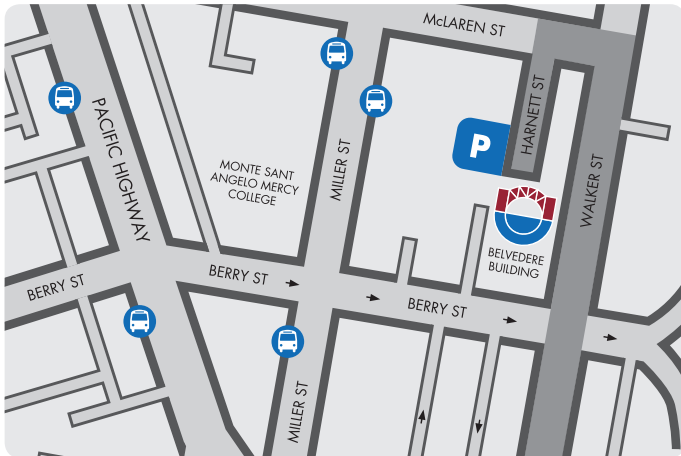 McLAREN ST
HARNETT ST
PACIFIC HIGHWAY
P
MILLER ST
MONTE SANT
ANGELO MERCY
COLLEGE
WALKER ST
BELVEDERE
BUILDING
BERRY ST
BERRY ST
BERRY ST
MILLER ST